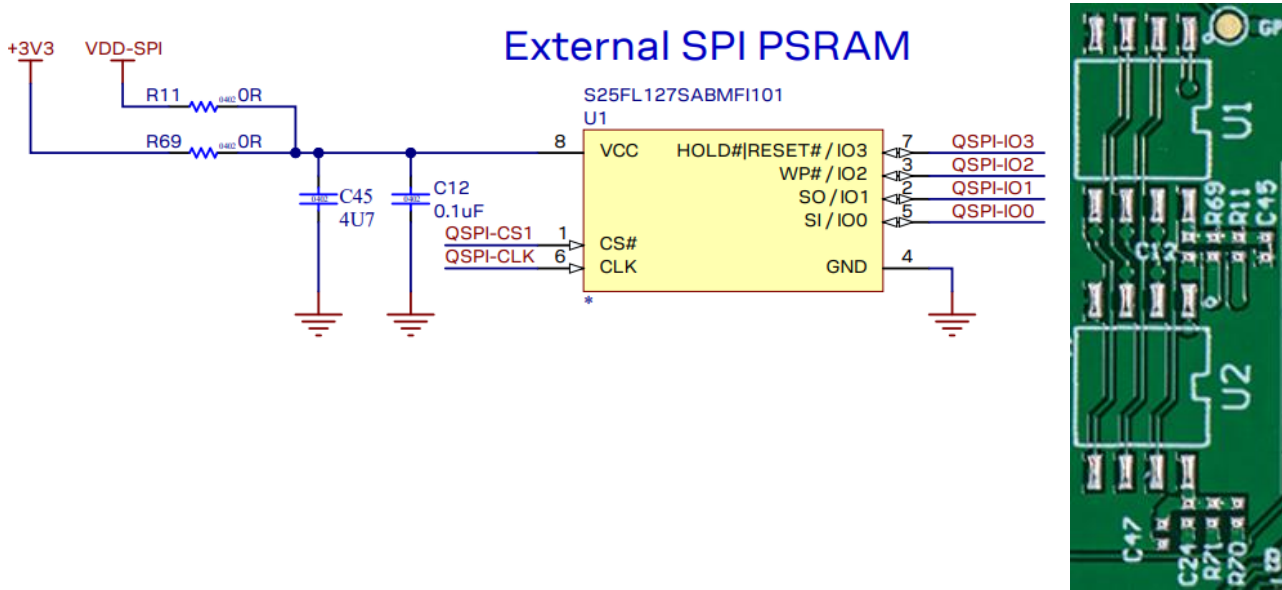 External SPI PSRAM
+3V3
VDD-SPI
R11
0402
0R
R69
0402
0R
C45
0402
4U7
C12
0402
0.1uF
S25FL127SABMFI101
U1
8
VCC
HOLD#|RESET# / IO3
7
QSPI-IO3
WP# / IO2
3
QSPI-IO2
SO / IO1
2
QSPI-IO1
SI / IO0
5
QSPI-IO0
QSPI-CS1
1
CS#
QSPI-CLK
6
CLK
GND
4
*
GP
U1
R69
R11
C45
C12
U2
C47
C24
R71
R70